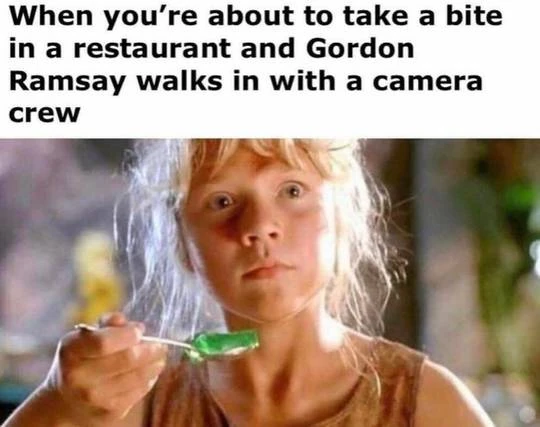 When you’re about to take a bite
in a restaurant and Gordon
Ramsay walks in with a camera
crew